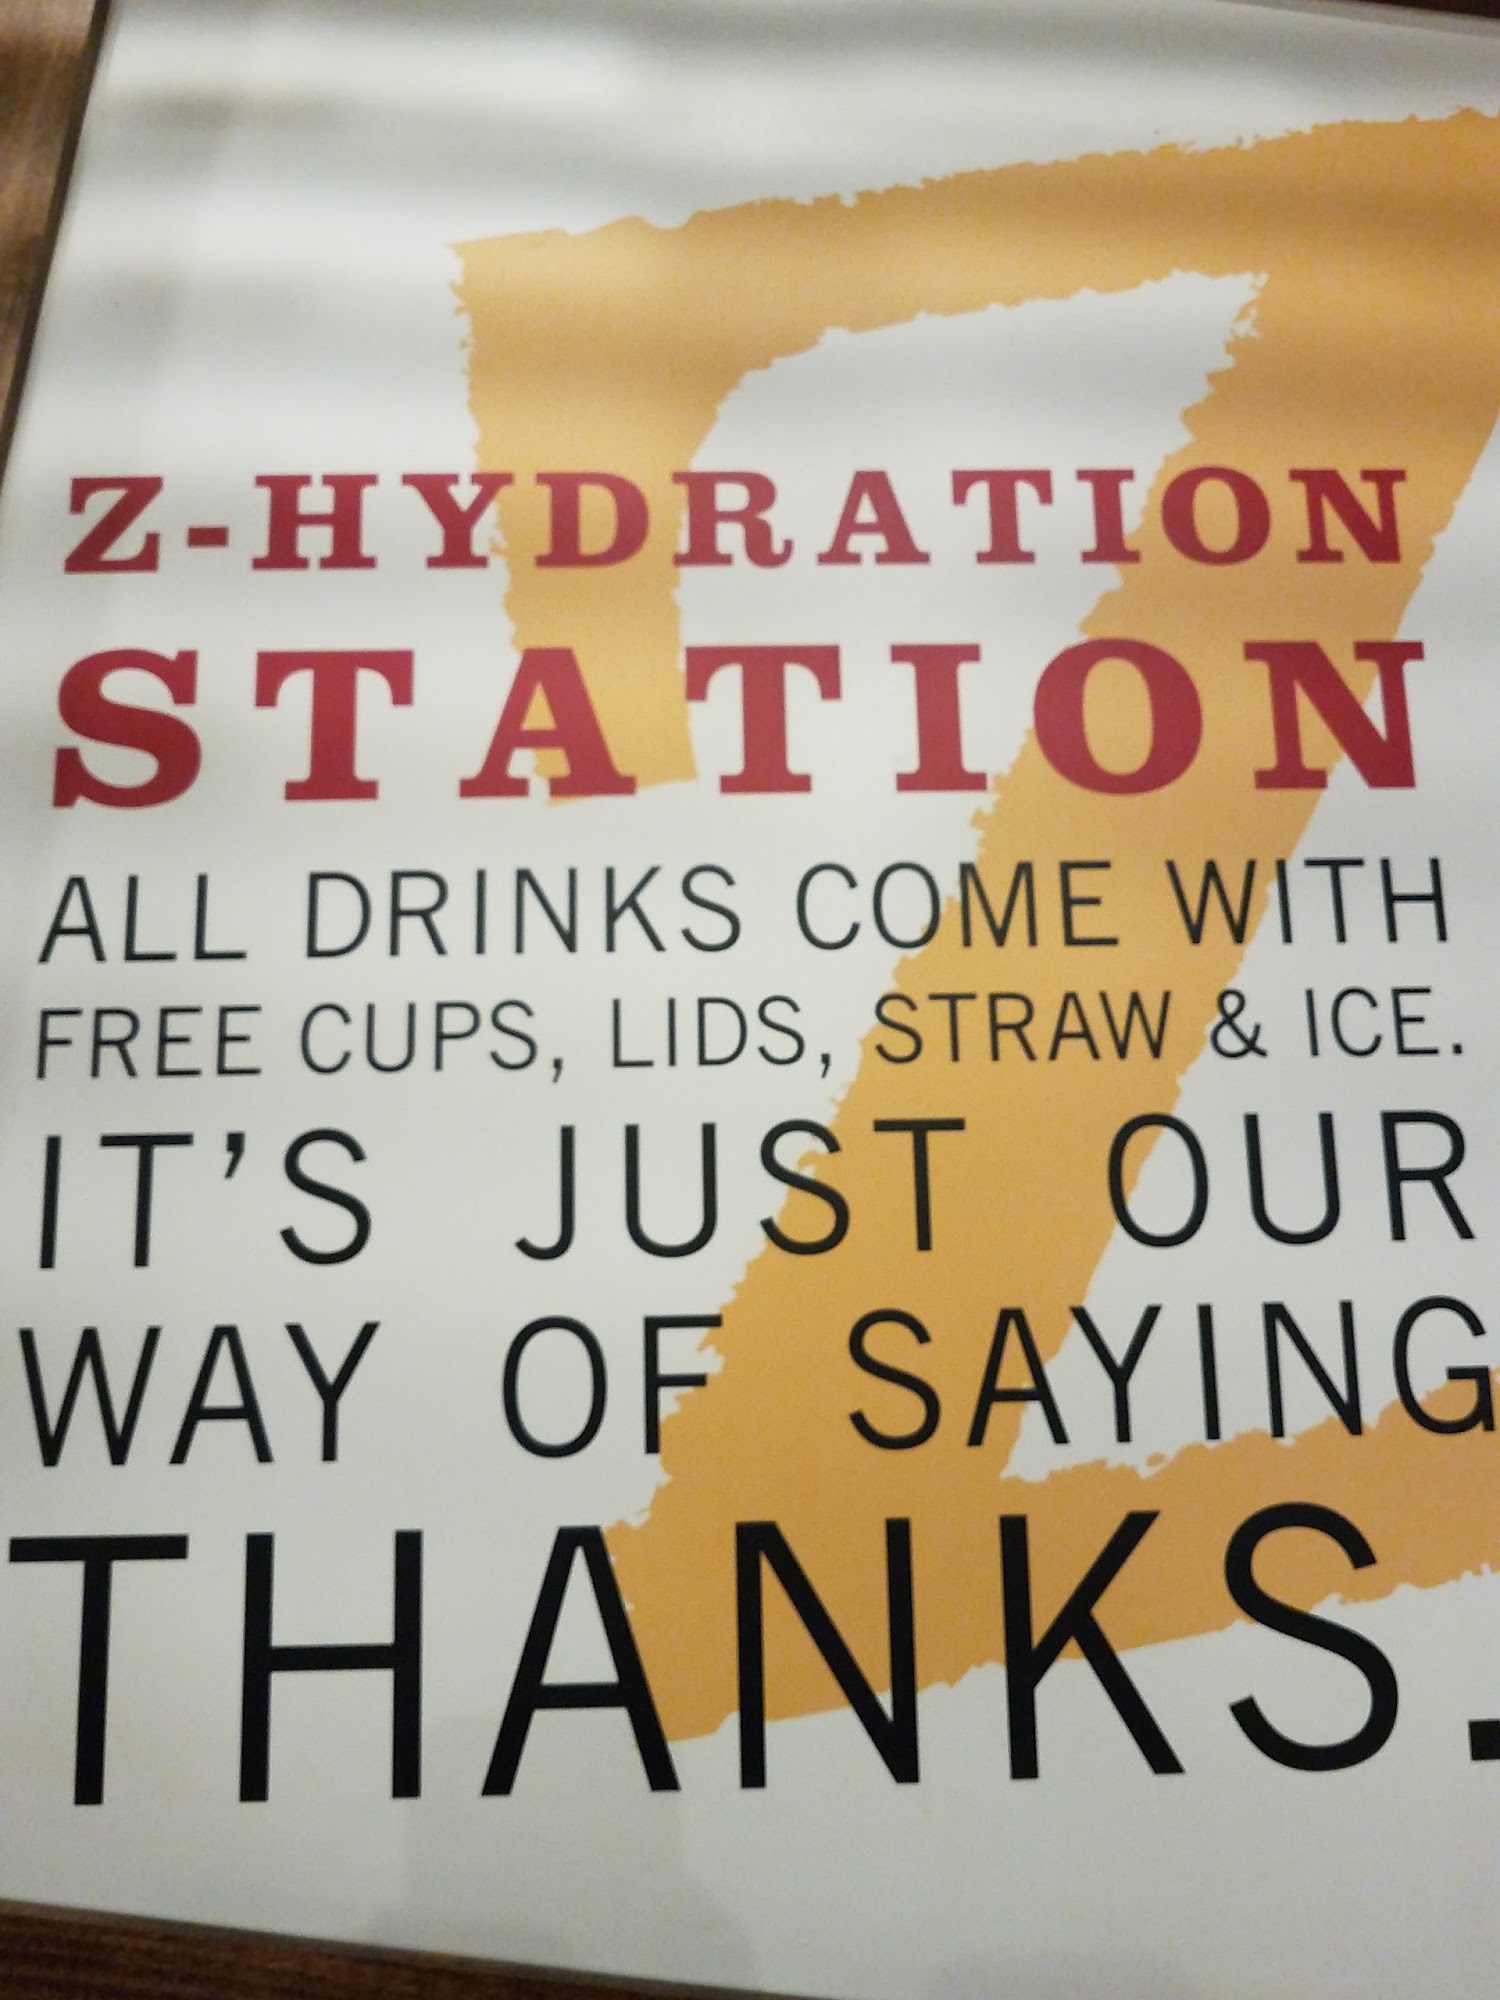 Z-HYDRATION
STATION
ALL DRINKS COME WITH
FREE CUPS, LIDS, STRAW & ICE.
IT'S JUST OUR
WAY OF SAYING
THANKS.